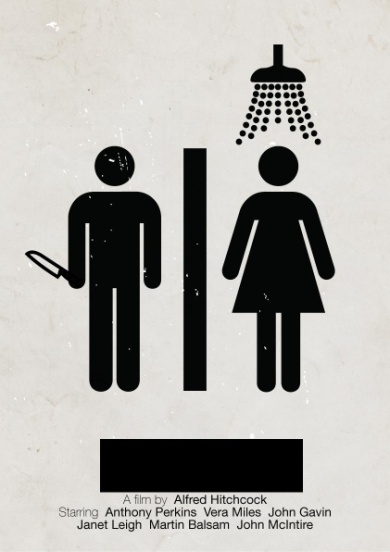 A film by Alfred Hitchcock
Starring Anthony Perkins Vera Miles John Gavin
Janet Leigh Martin Balsam John McIntire